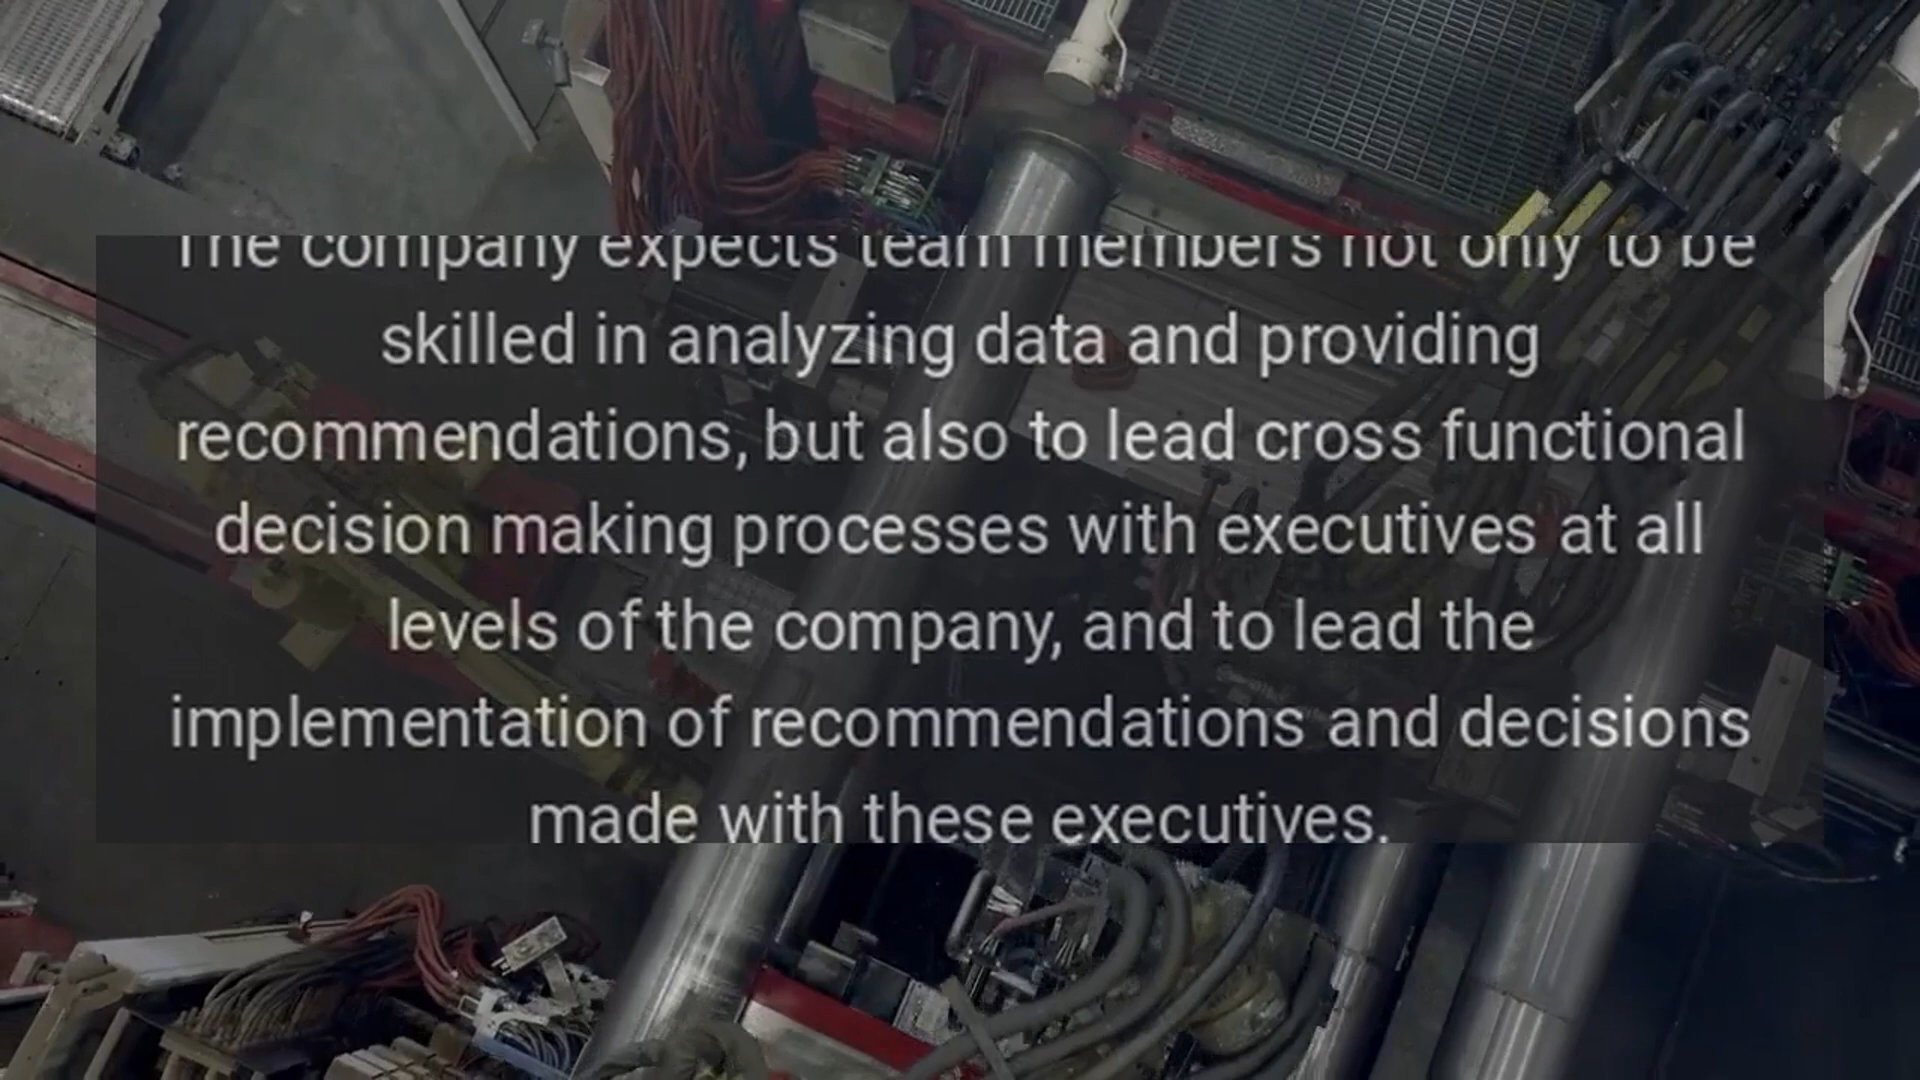 The company expects team members not only to be
skilled in analyzing data and providing
recommendations, but also to lead cross functional
decision making processes with executives at all
levels of the company, and to lead the
implementation of recommendations and decisions
made with these executives.